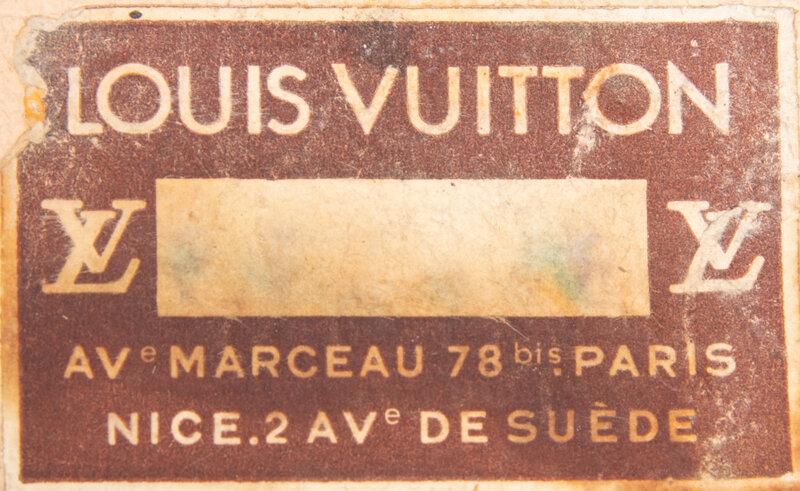 LOUIS VUITTON
LV LV
AVe MARCEAU 78 bis. PARIS
NICE.2 AVe DE SUÈDE